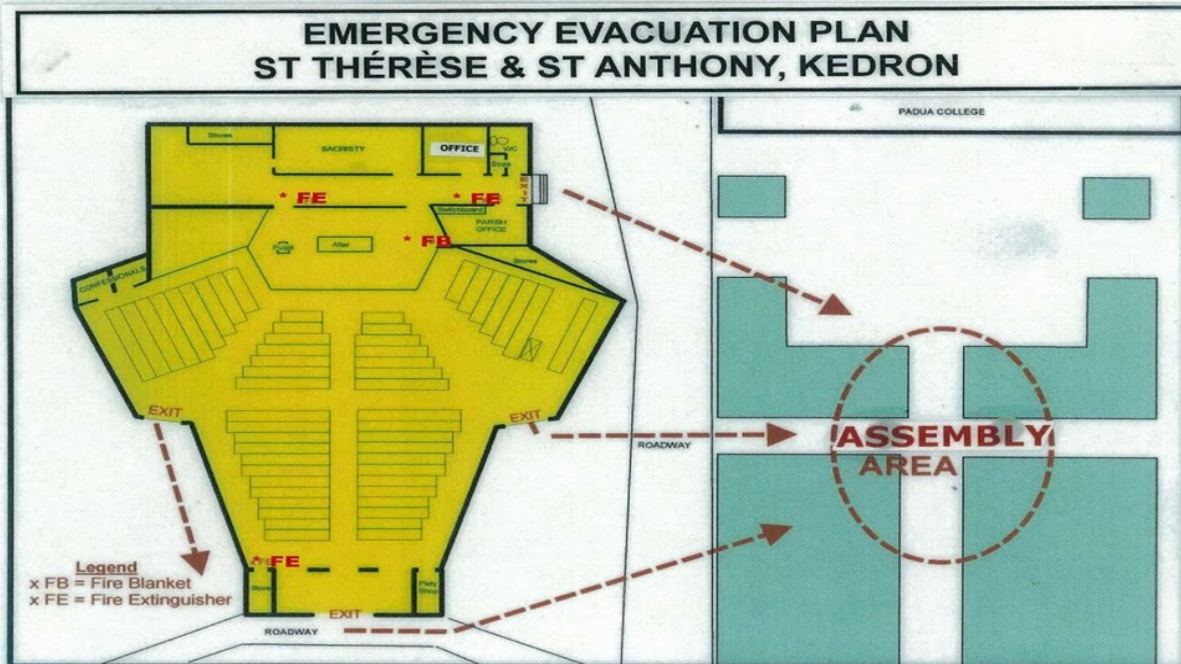 EMERGENCY EVACUATION PLAN
ST THÉRÈSE & ST ANTHONY, KEDRON
PADUA COLLEGE
Stores
SACRISTY
OFFICE
WC
Store
EXIT
* FE
* FE
Switchboard
PARISH
OFFICE
* FB
Altar
Stores
CONFESSIONALS
EXIT
EXIT
ROADWAY
ASSEMBLY
AREA
* FE
Legend
x FB = Fire Blanket
x FE = Fire Extinguisher
Store
Piety
Shop
EXIT
ROADWAY